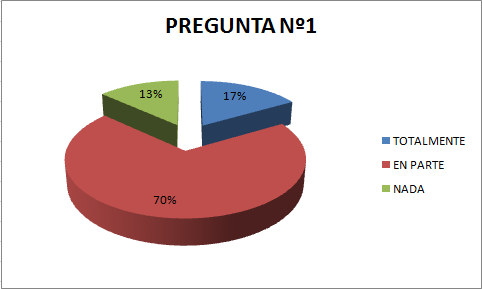 PREGUNTA Nº1
13%
17%
70%
TOTALMENTE
EN PARTE
NADA